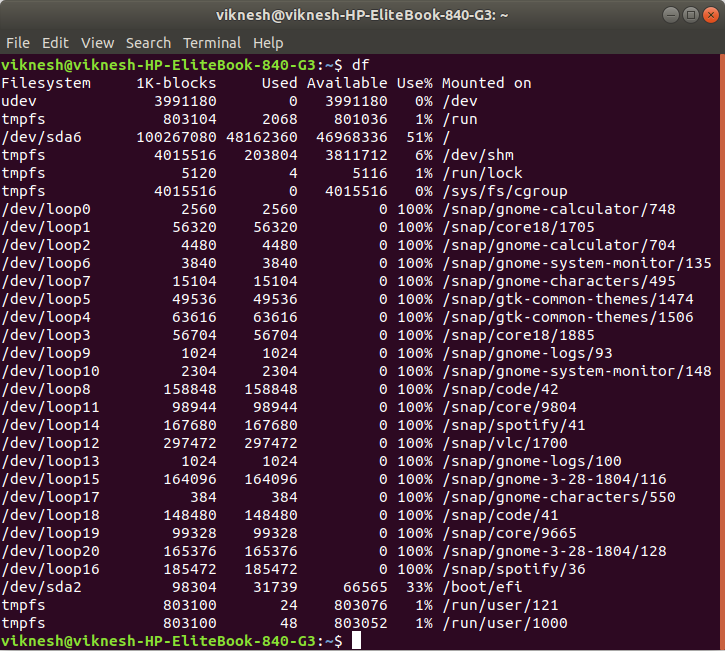 viknesh@viknesh-HP-EliteBook-840-G3: ~
File Edit View Search Terminal Help
viknesh@viknesh-HP-EliteBook-840-G3:~$ df
Filesystem     1K-blocks     Used Available Use% Mounted on
udev             3991180        0   3991180   0% /dev
tmpfs             803104     2068    801036   1% /run
/dev/sda6      100267080 48162360  46968336  51% /
tmpfs            4015516   203804   3811712   6% /dev/shm
tmpfs               5120        4      5116   1% /run/lock
tmpfs            4015516        0   4015516   0% /sys/fs/cgroup
/dev/loop0          2560     2560         0 100% /snap/gnome-calculator/748
/dev/loop1         56320    56320         0 100% /snap/core18/1705
/dev/loop2          4480     4480         0 100% /snap/gnome-calculator/704
/dev/loop6          3840     3840         0 100% /snap/gnome-system-monitor/135
/dev/loop7         15104    15104         0 100% /snap/gnome-characters/495
/dev/loop5         49536    49536         0 100% /snap/gtk-common-themes/1474
/dev/loop4         63616    63616         0 100% /snap/gtk-common-themes/1506
/dev/loop3         56704    56704         0 100% /snap/core18/1885
/dev/loop9          1024     1024         0 100% /snap/gnome-logs/93
/dev/loop10         2304     2304         0 100% /snap/gnome-system-monitor/148
/dev/loop8        158848   158848         0 100% /snap/code/42
/dev/loop11        98944    98944         0 100% /snap/core/9804
/dev/loop14       167680   167680         0 100% /snap/spotify/41
/dev/loop12       297472   297472         0 100% /snap/vlc/1700
/dev/loop13         1024     1024         0 100% /snap/gnome-logs/100
/dev/loop15       164096   164096         0 100% /snap/gnome-3-28-1804/116
/dev/loop17          384      384         0 100% /snap/gnome-characters/550
/dev/loop18       148480   148480         0 100% /snap/code/41
/dev/loop19        99328    99328         0 100% /snap/core/9665
/dev/loop20       165376   165376         0 100% /snap/gnome-3-28-1804/128
/dev/loop16       185472   185472         0 100% /snap/spotify/36
/dev/sda2          98304    31739     66565  33% /boot/efi
tmpfs             803100       24    803076   1% /run/user/121
tmpfs             803100       48    803052   1% /run/user/1000
viknesh@viknesh-HP-EliteBook-840-G3:~$